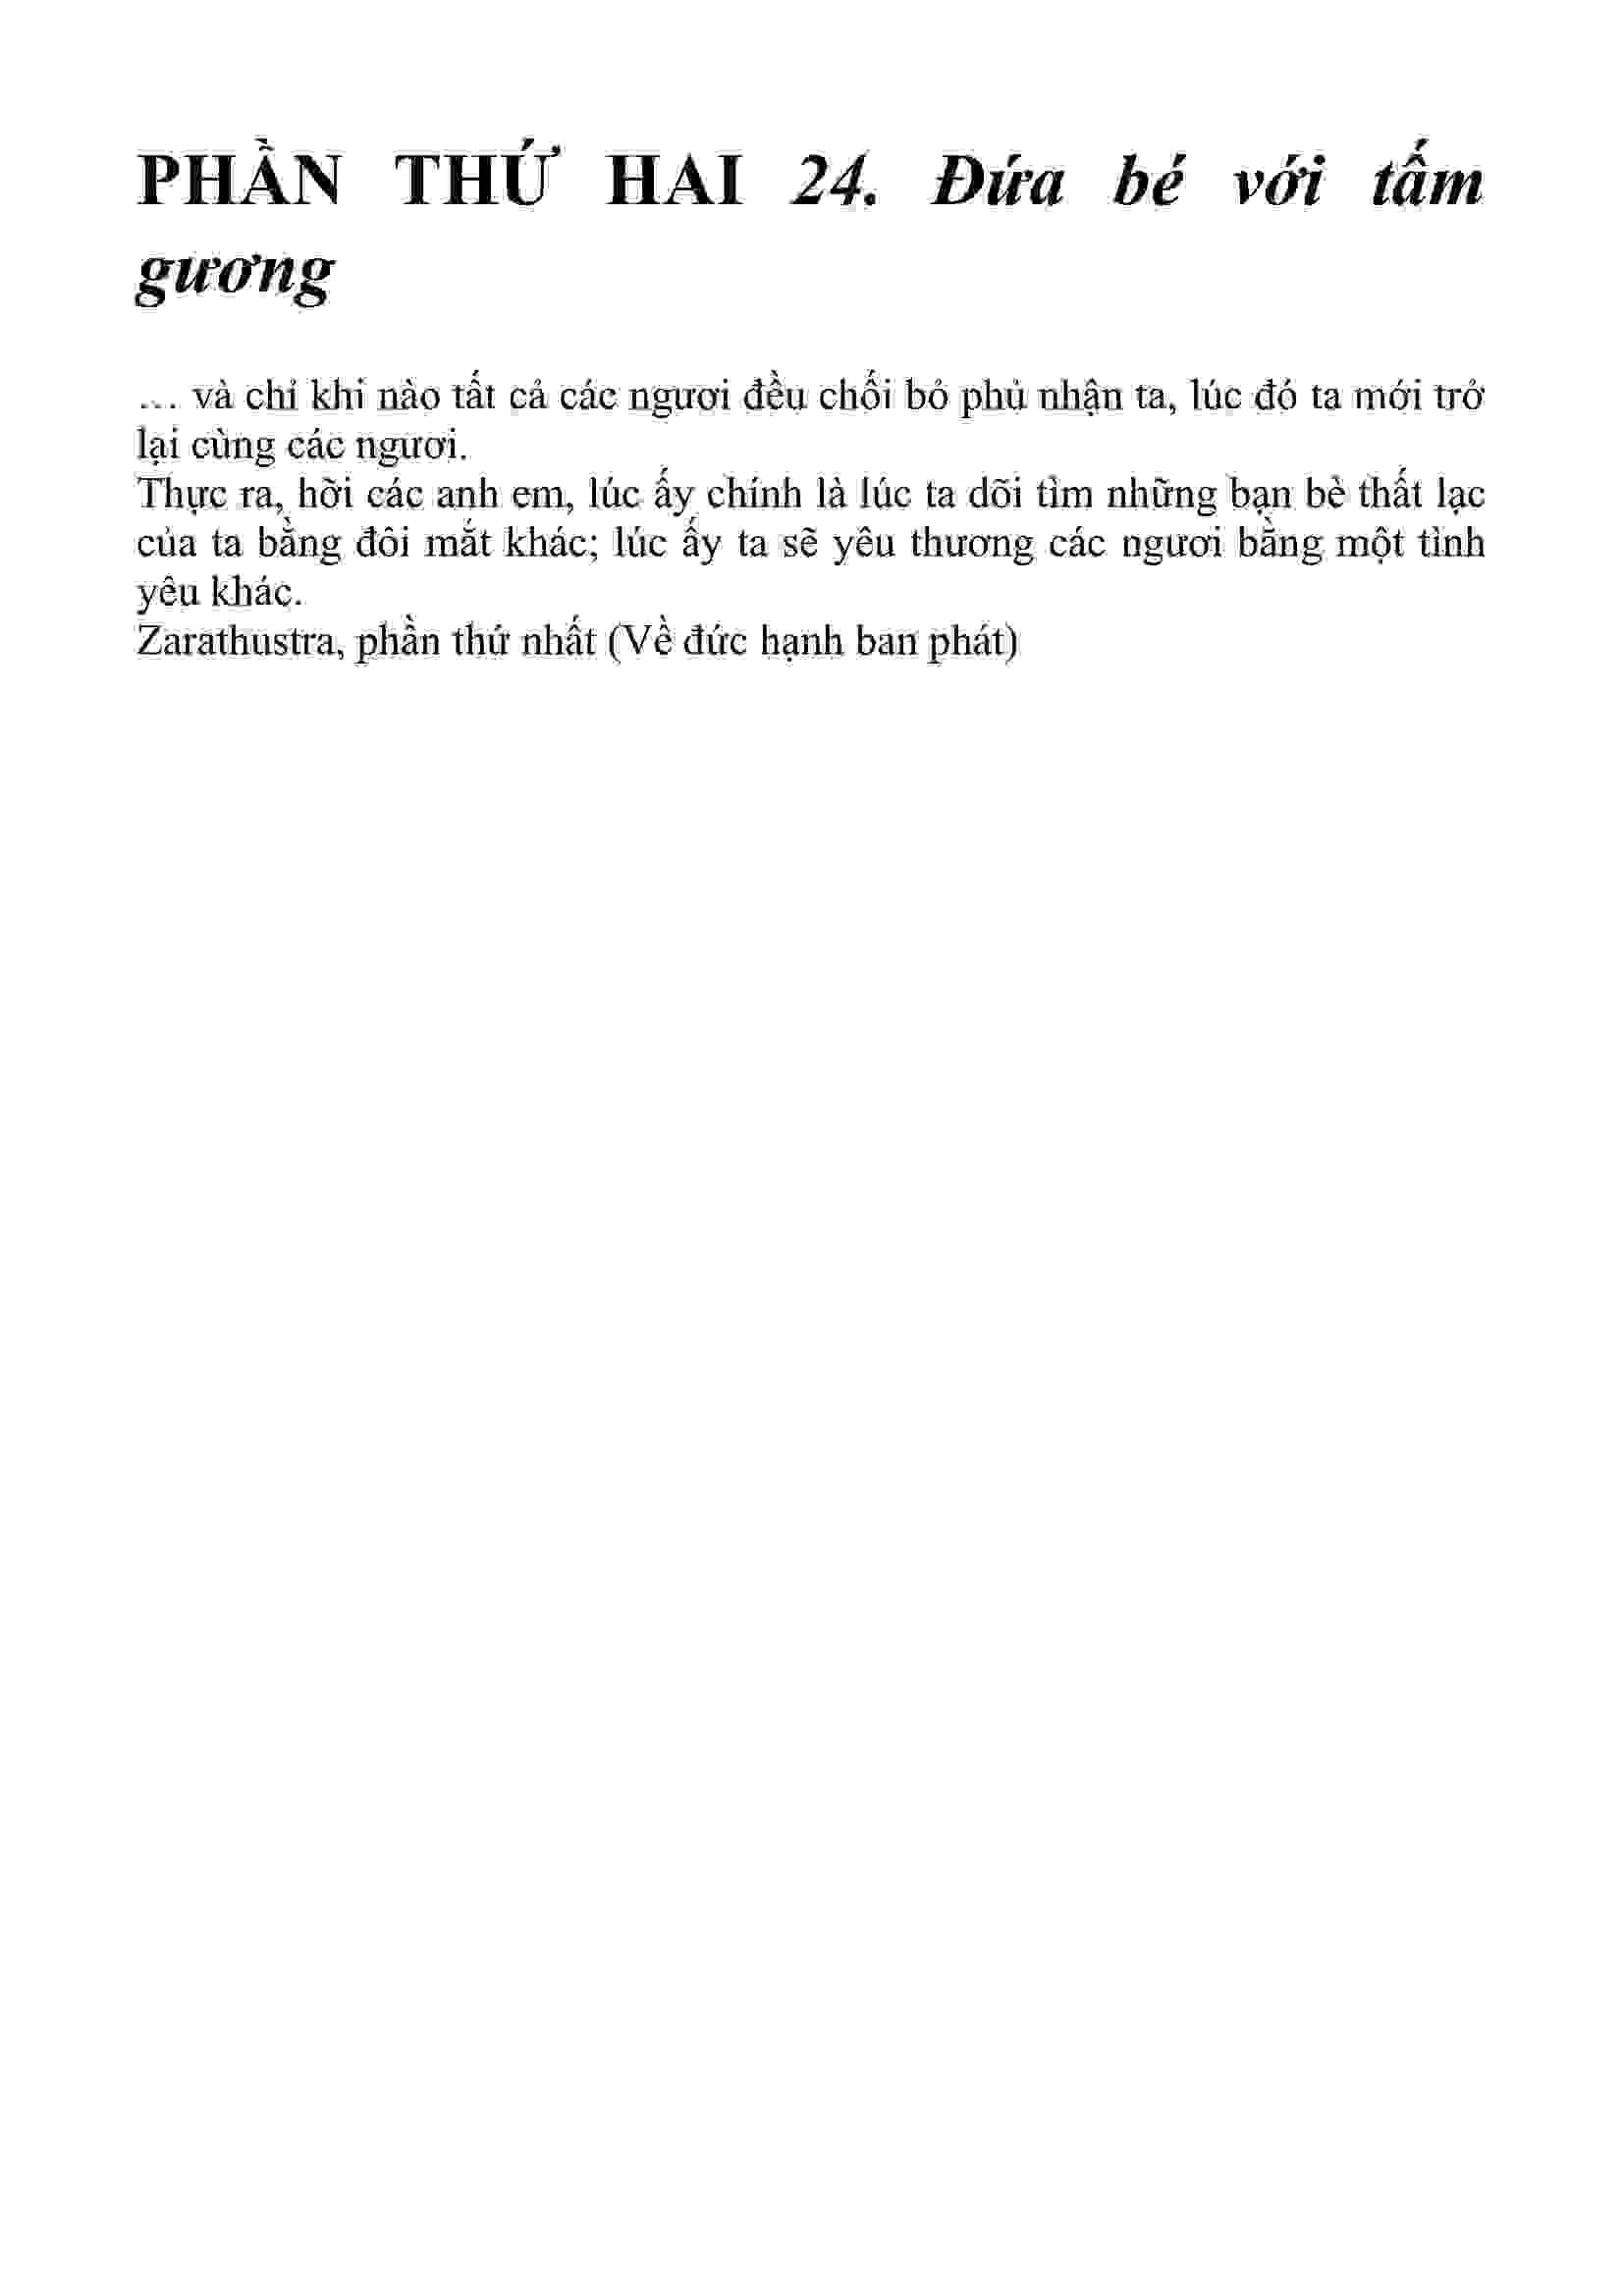 PHẦN THỨ HAI 24. Đứa bé với tấm
gương
… và chỉ khi nào tất cả các ngươi đều chối bỏ phủ nhận ta, lúc đó ta mới trở
lại cùng các ngươi.
Thực ra, hỡi các anh em, lúc ấy chính là lúc ta dõi tìm những bạn bè thất lạc
của ta bằng đôi mắt khác; lúc ấy ta sẽ yêu thương các ngươi bằng một tình
yêu khác.
Zarathustra, phần thứ nhất (Về đức hạnh ban phát)